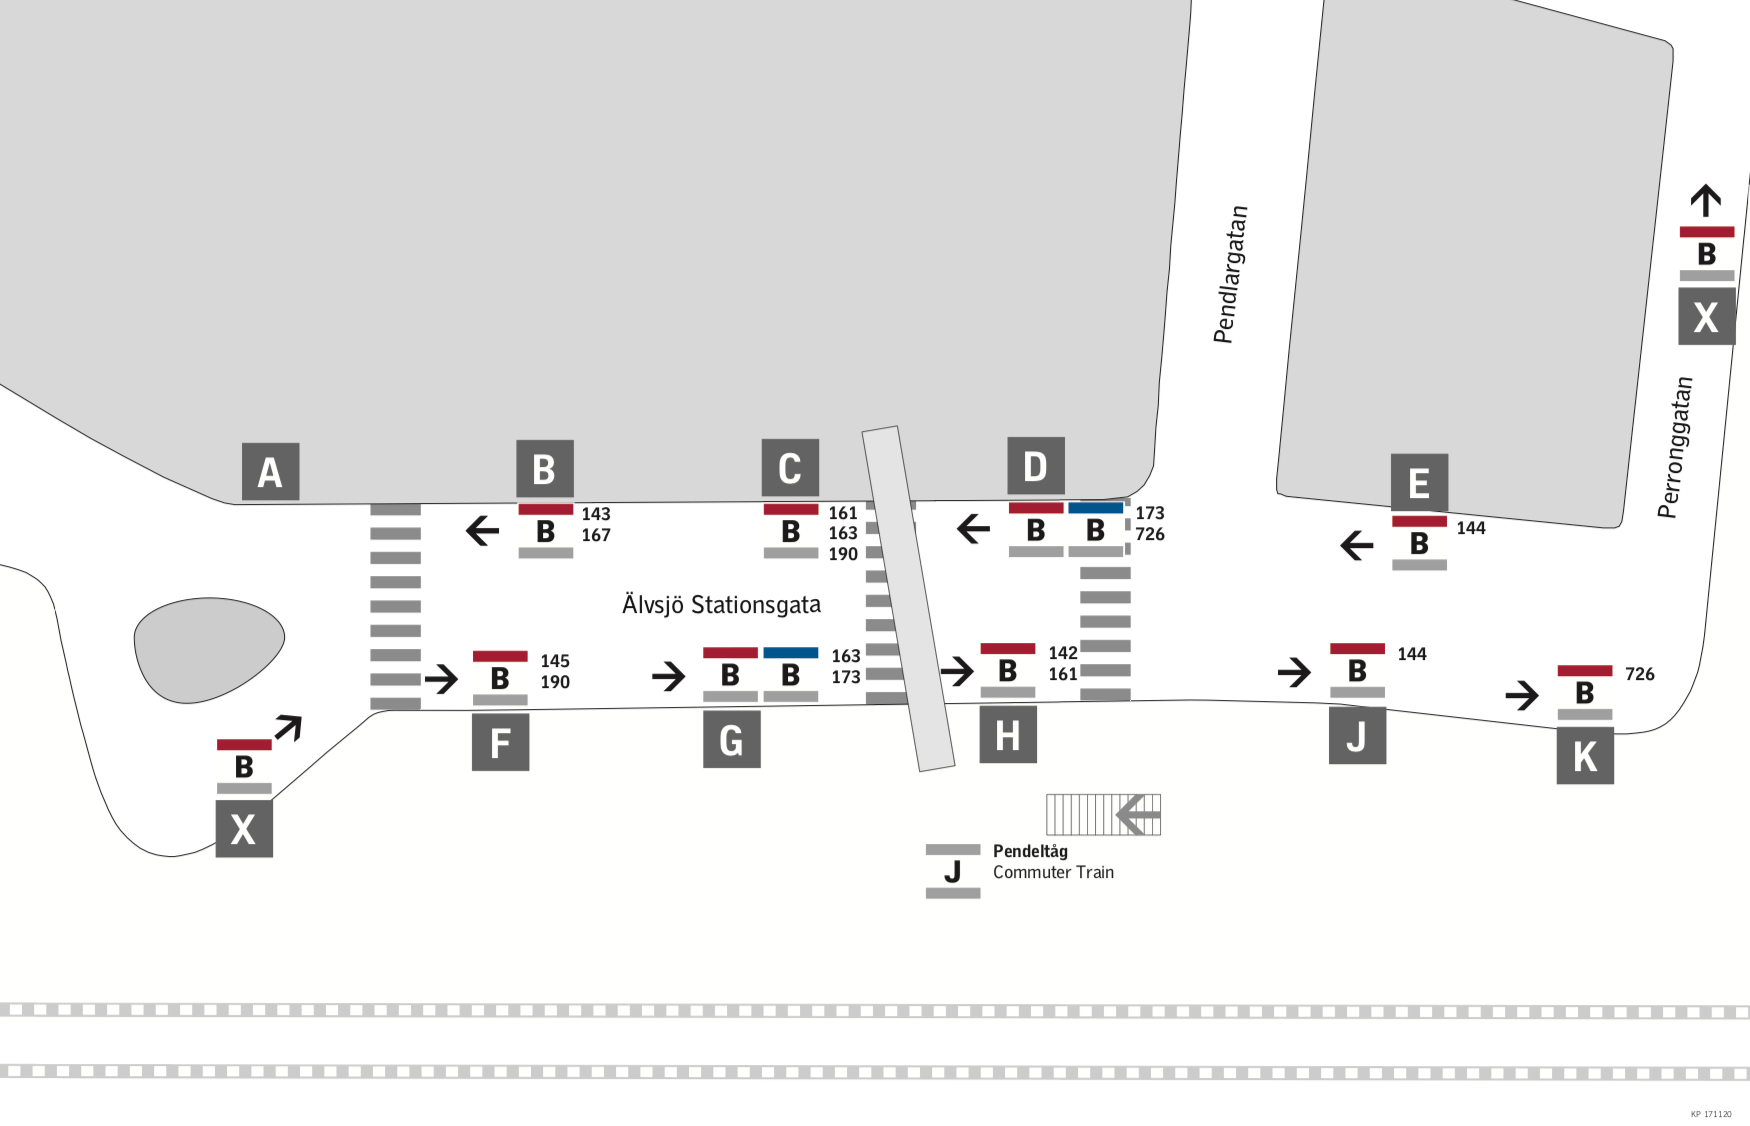 Pendlargatan
B
X
Perronggatan
A
B
C
D
E
B
143
167
B
161
163
190
B
B
173
726
B
144
Älvsjö Stationsgata
B
145
190
B
B
163
173
B
142
161
B
144
B
726
F
G
H
J
K
B
X
J
Pendeltåg
Commuter Train
KP 171120